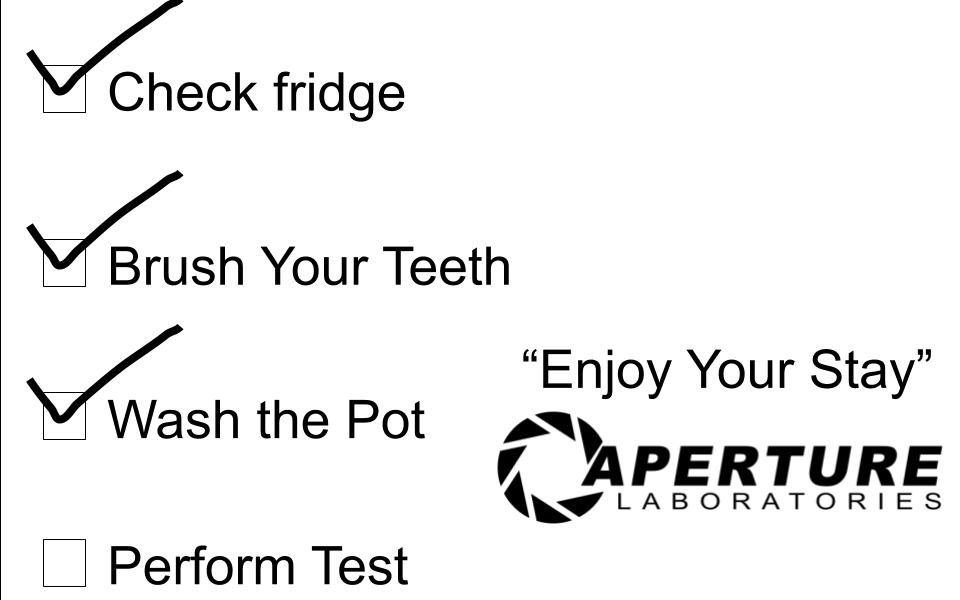 Check fridge
Brush Your Teeth
Wash the Pot
“Enjoy Your Stay”
APERTURE
LABORATORIES
Perform Test